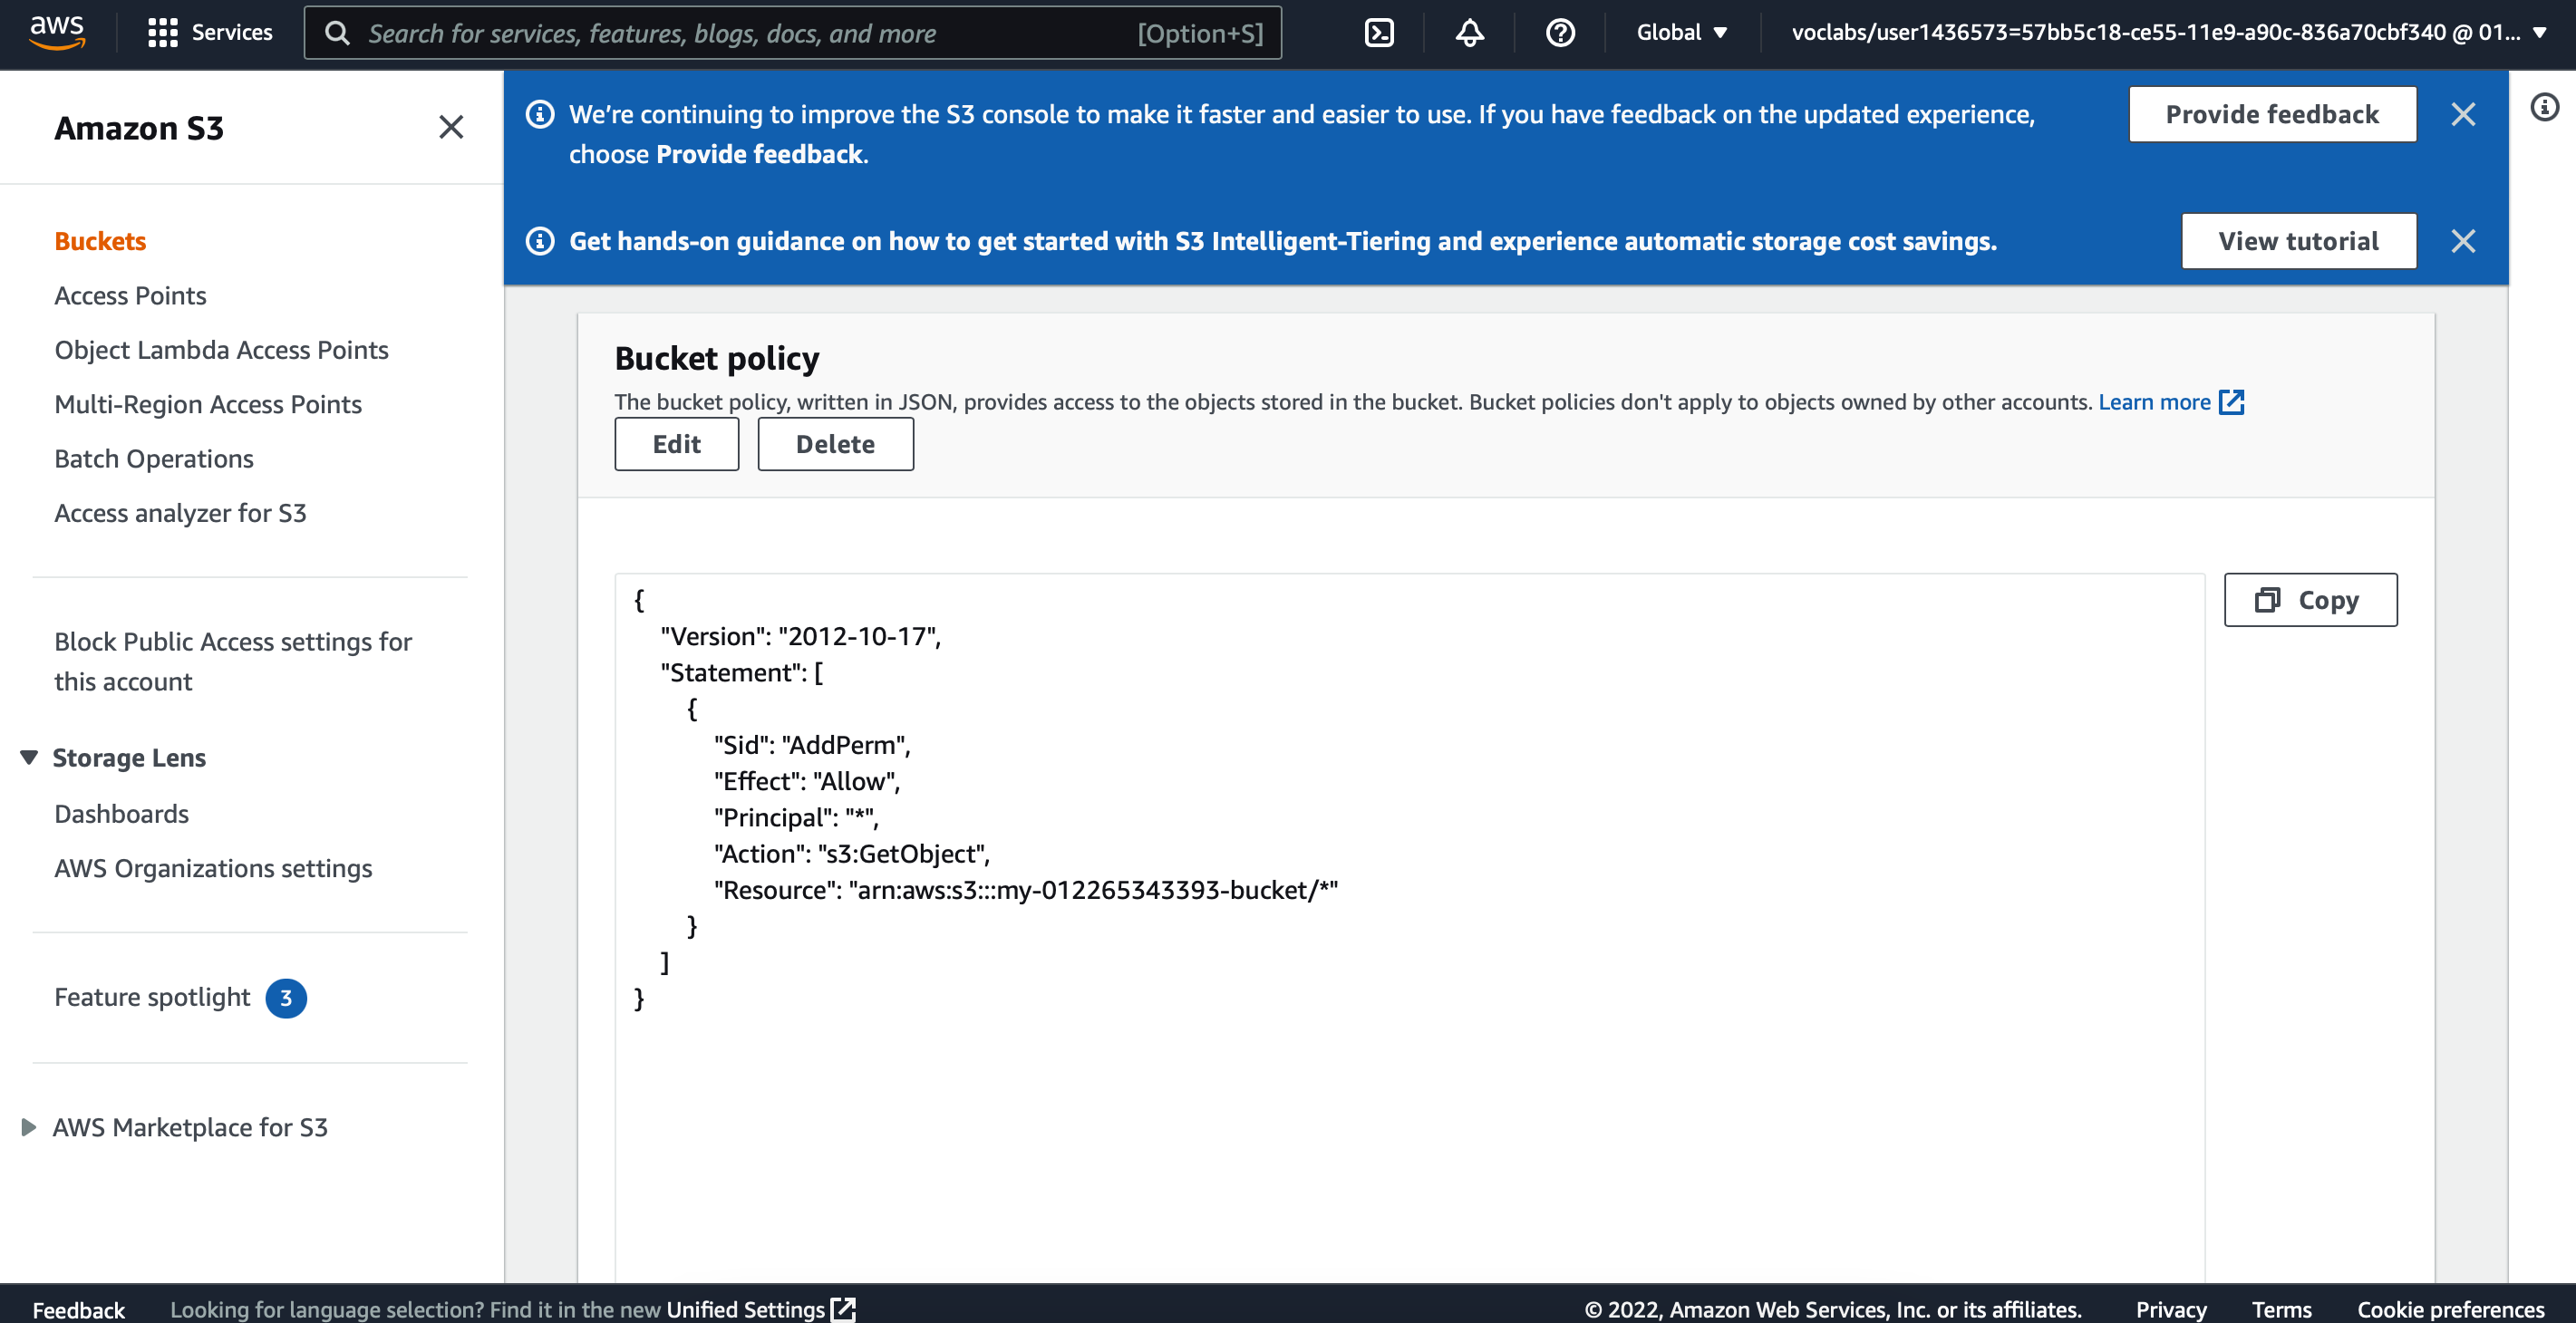 aws
Services
Search for services, features, blogs, docs, and more
[Option+S]
Global
voclabs/user1436573=57bb5c18-ce55-11e9-a90c-836a70cbf340 @ 01...
Amazon S3
Buckets
Access Points
Object Lambda Access Points
Multi-Region Access Points
Batch Operations
Access analyzer for S3
Block Public Access settings for
this account
Storage Lens
Dashboards
AWS Organizations settings
Feature spotlight 3
AWS Marketplace for S3
We're continuing to improve the S3 console to make it faster and easier to use. If you have feedback on the updated experience,
choose Provide feedback.
Provide feedback
Get hands-on guidance on how to get started with S3 Intelligent-Tiering and experience automatic storage cost savings.
View tutorial
Bucket policy
The bucket policy, written in JSON, provides access to the objects stored in the bucket. Bucket policies don't apply to objects owned by other accounts. Learn more
Edit
Delete
{
"Version": "2012-10-17",
"Statement": [
{
"Sid": "AddPerm",
"Effect": "Allow",
"Principal": "*",
"Action": "s3:GetObject",
"Resource": "arn:aws:s3:::my-012265343393-bucket/*"
}
]
}
Copy
Feedback
Looking for language selection? Find it in the new Unified Settings
© 2022, Amazon Web Services, Inc. or its affiliates.
Privacy
Terms
Cookie preferences